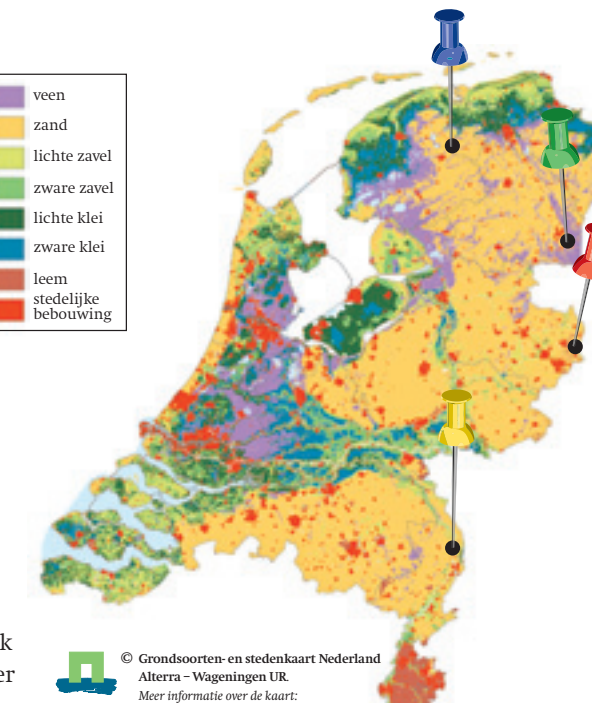 veen
zand
lichte zavel
zware zavel
lichte klei
zware klei
leem
stedelijke
bebouwing
k
er
© Grondsoorten- en stedenkaart Nederland
Alterra – Wageningen UR.
Meer informatie over de kaart: